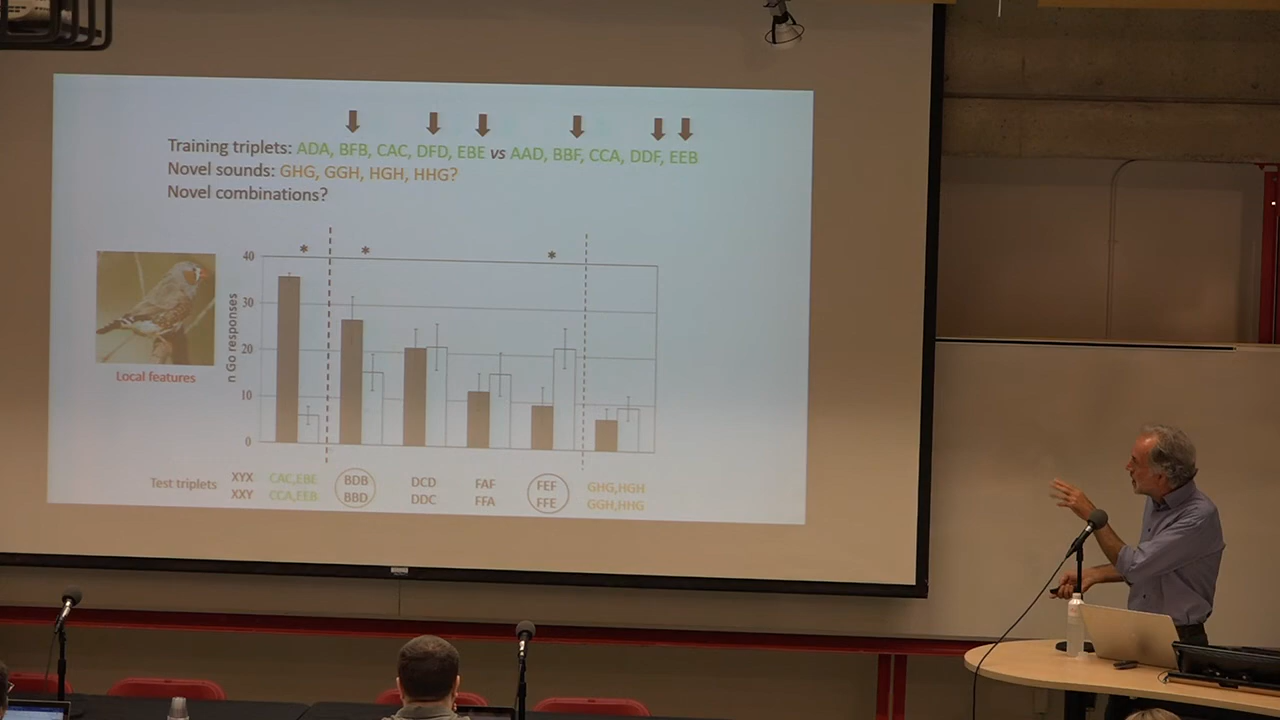 Training triplets: ADA, BFB, CAC, DFD, EBE vs AAD, BBF, CCA, DDF, EEB
Novel sounds: GHG, GGH, HGH, HHG?
Novel combinations?
* * *
40
30
20
10
0
n Go responses
Local features
Test triplets
XYX CAC,EBE BDB DCD FAF FEF GHG,HGH
XXY CCA,EEB BBD DDC FFA FFE GGH,HHG